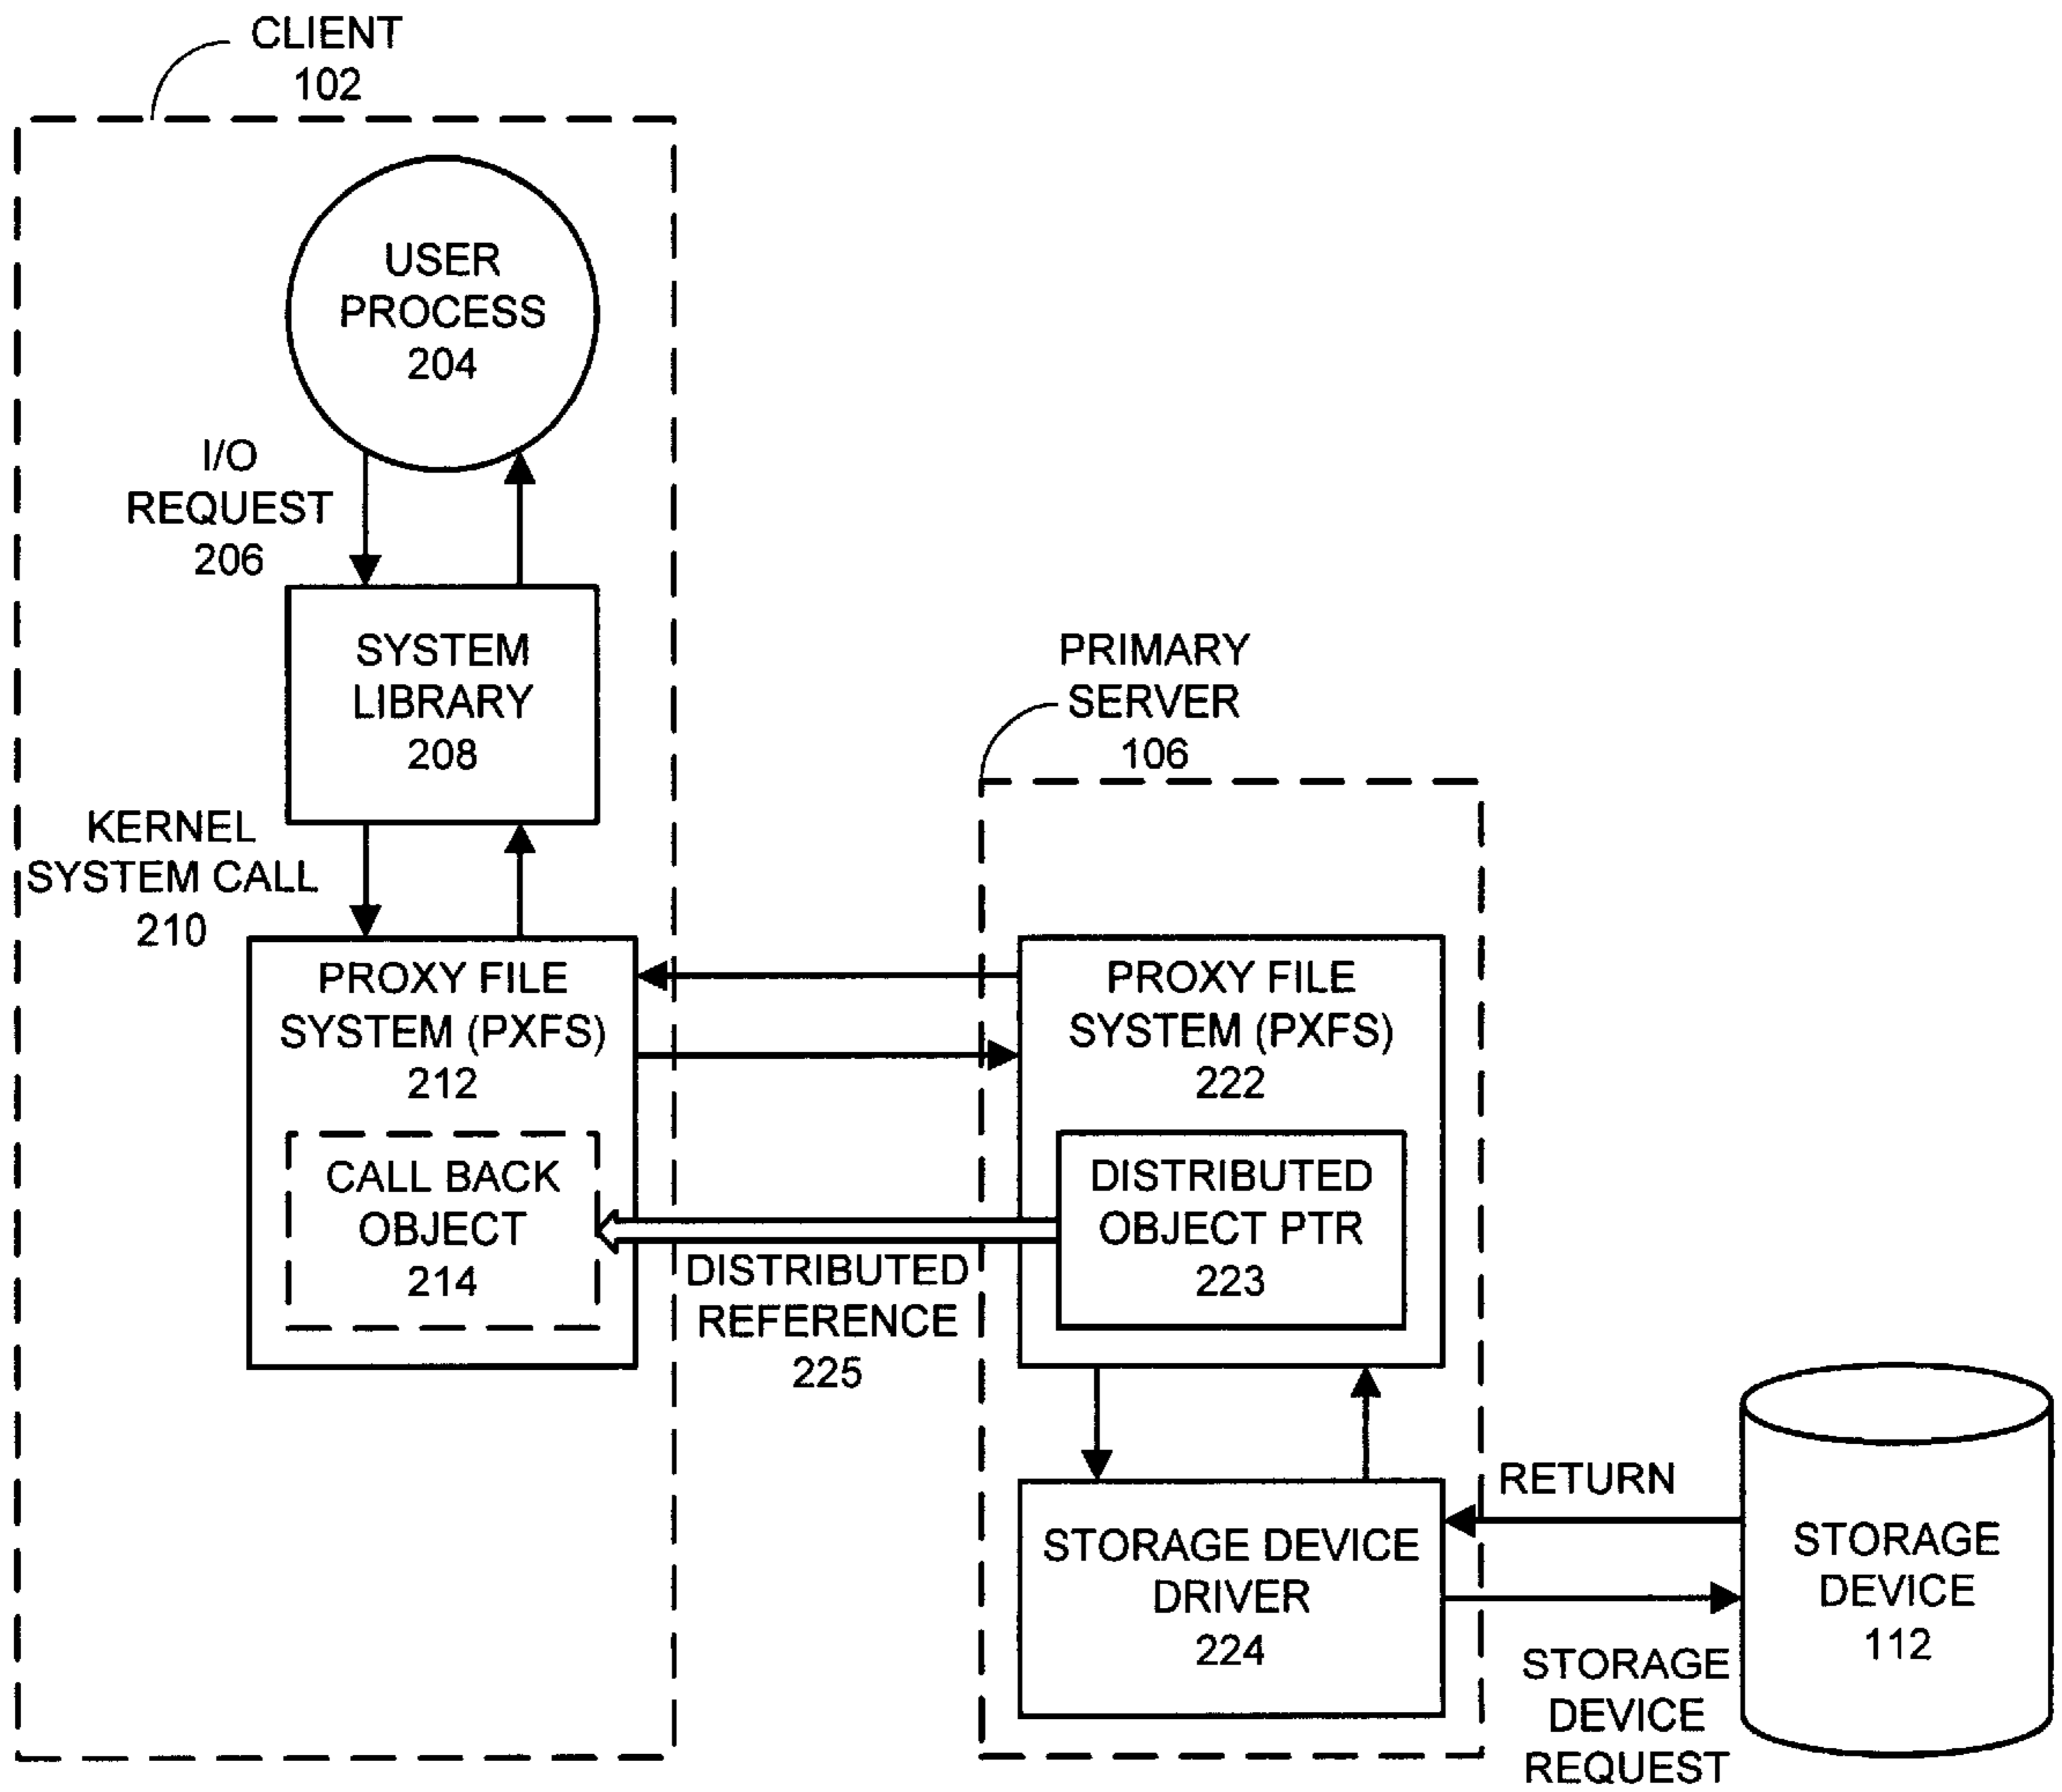 CLIENT
102
USER
PROCESS
204
I/O
REQUEST
206
SYSTEM
LIBRARY
208
KERNEL
SYSTEM CALL
210
PROXY FILE
SYSTEM (PXFS)
212
CALL BACK
OBJECT
214
DISTRIBUTED
REFERENCE
225
PRIMARY
SERVER
106
PROXY FILE
SYSTEM (PXFS)
222
DISTRIBUTED
OBJECT PTR
223
STORAGE DEVICE
DRIVER
224
RETURN
STORAGE
DEVICE
REQUEST
STORAGE
DEVICE
112